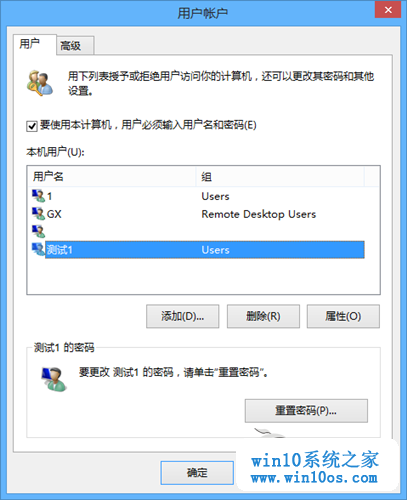 用户帐户
用户
高级
用下列表授予或拒绝用户访问你的计算机，还可以更改其密码和其他
设置。
要使用本计算机，用户必须输入用户名和密码(E)
本机用户(U):
用户名 组
1 Users
GX Remote Desktop Users
测试1 Users
添加(D)... 删除(R) 属性(O)
测试1 的密码
要更改 测试1 的密码，请单击“重置密码”。
重置密码(P)...
确定
win10系统之家
www.win10os.com